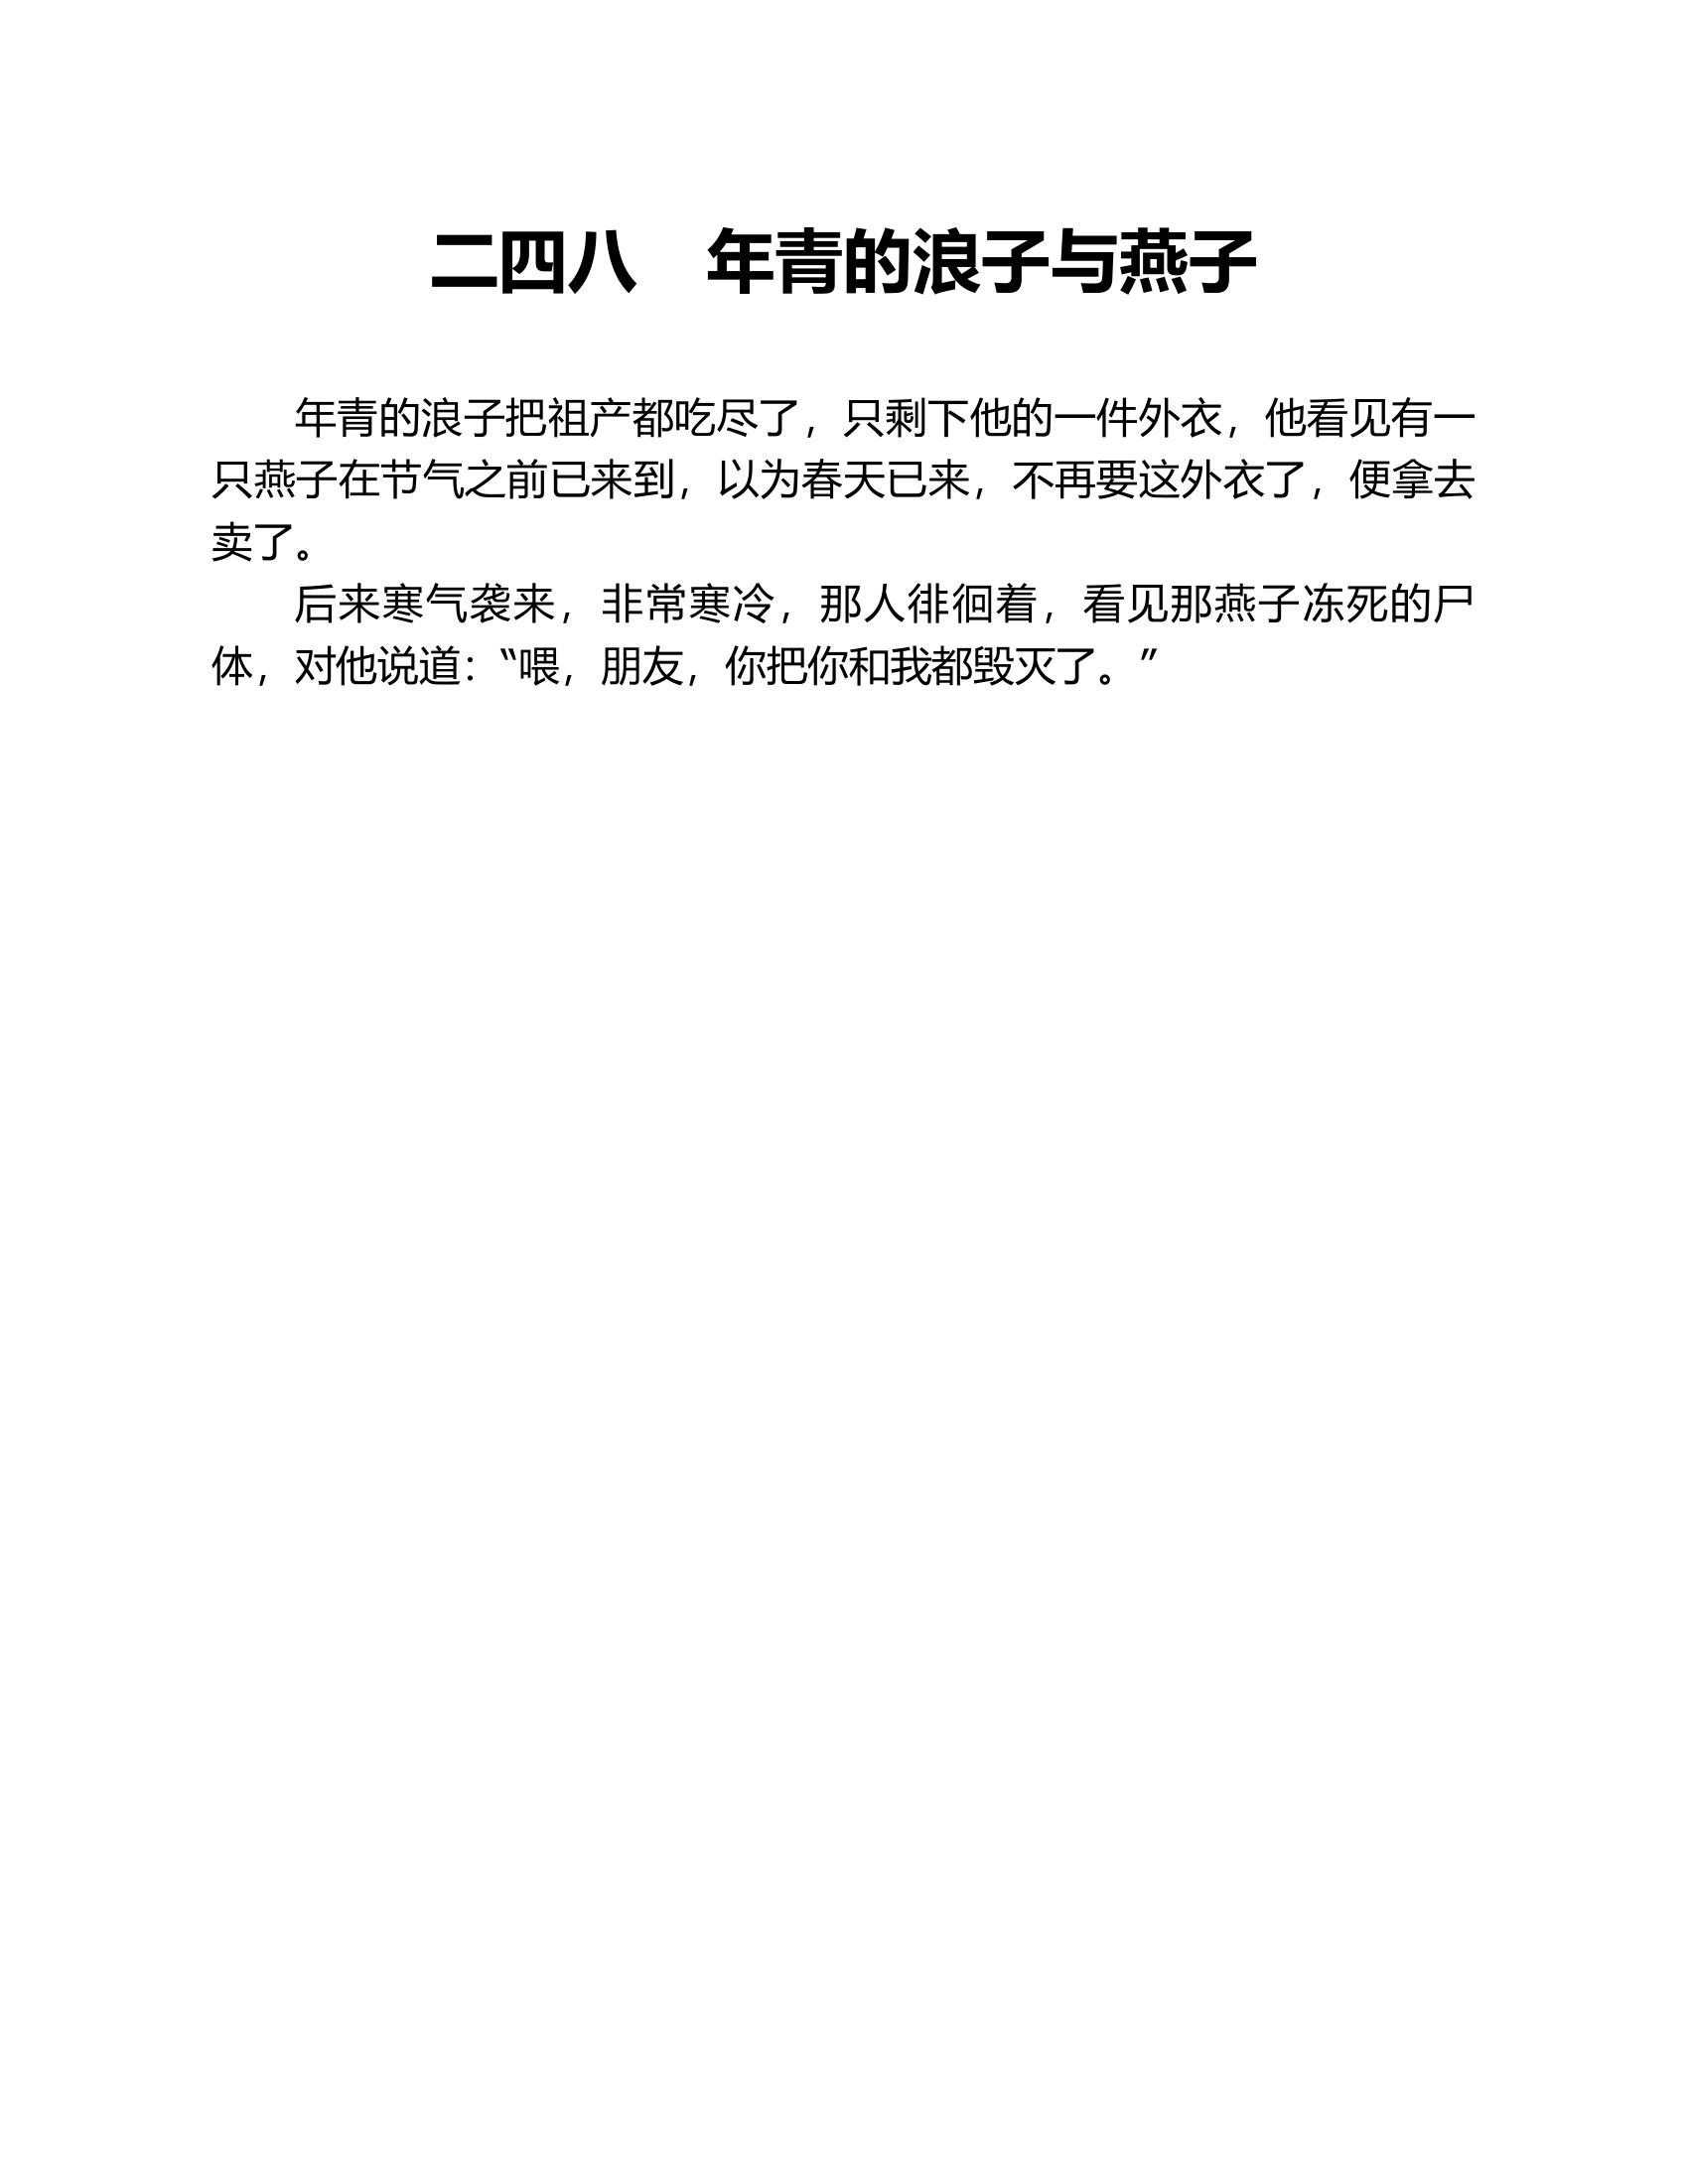 二四八　年青的浪子与燕子
年青的浪子把祖产都吃尽了，只剩下他的一件外衣，他看见有一
只燕子在节气之前已来到，以为春天已来，不再要这外衣了，便拿去
卖了。
后来寒气袭来，非常寒冷，那人徘徊着，看见那燕子冻死的尸
体，对他说道：“喂，朋友，你把你和我都毁灭了。”